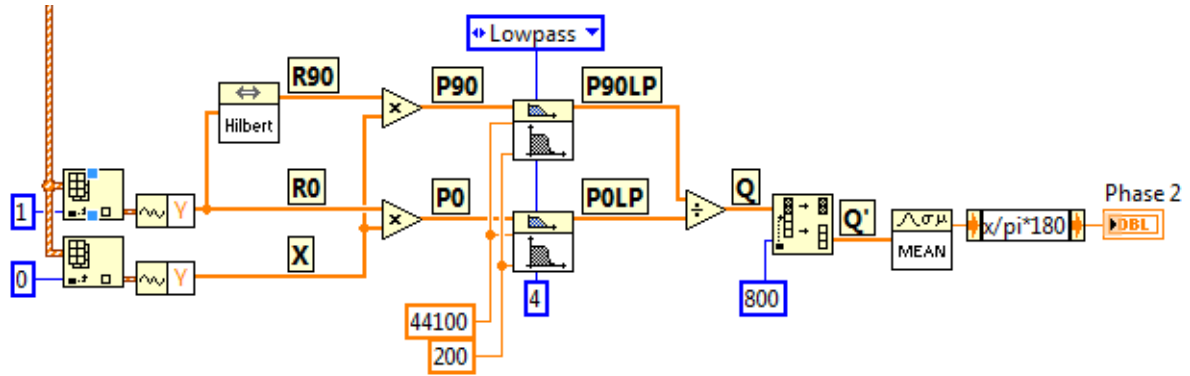 Lowpass
R90
P90
P90LP
Hilbert
1
Y
R0
P0
P0LP
Q
Q'
Phase 2
x/pi*180
DBL
σμ
MEAN
0
Y
X
4
800
44100
200